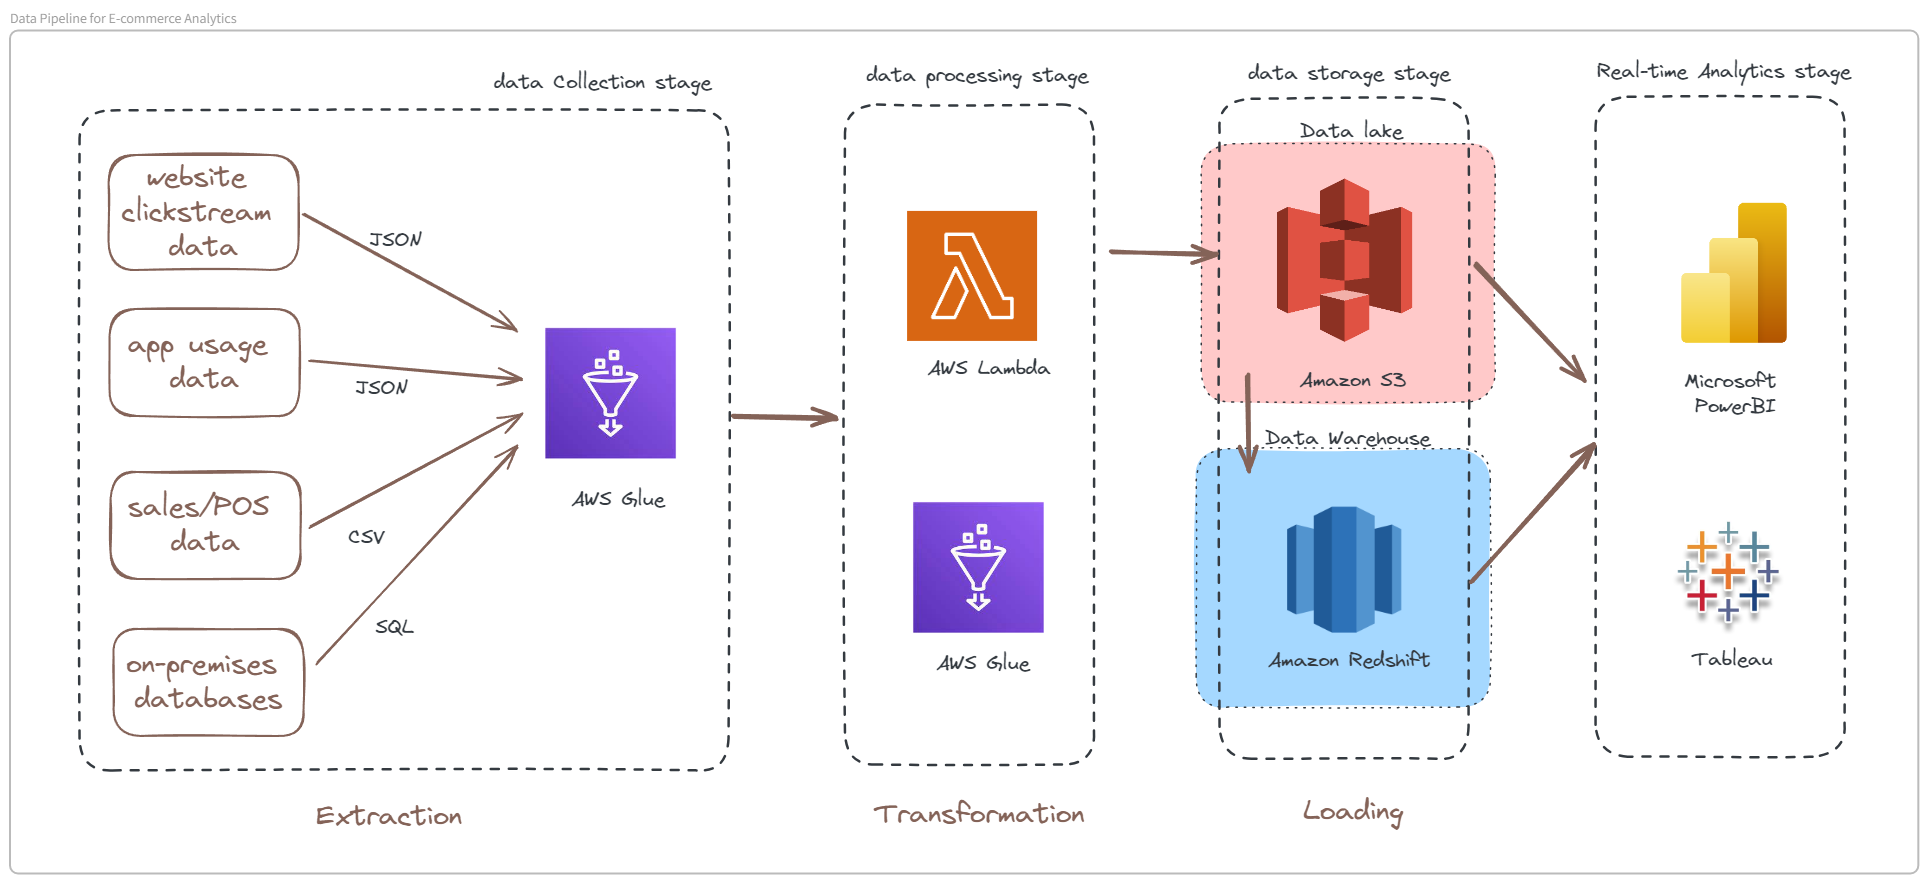 Data Pipeline for E-commerce Analytics
data Collection stage
website
clickstream
data
JSON
app usage
data
JSON
sales/POS
data
CSV
on-premises
databases
SQL
AWS Glue
Extraction
data processing stage
AWS Lambda
AWS Glue
Transformation
data storage stage
Data lake
Amazon S3
Data Warehouse
Amazon Redshift
Loading
Real-time Analytics stage
Microsoft
PowerBI
Tableau